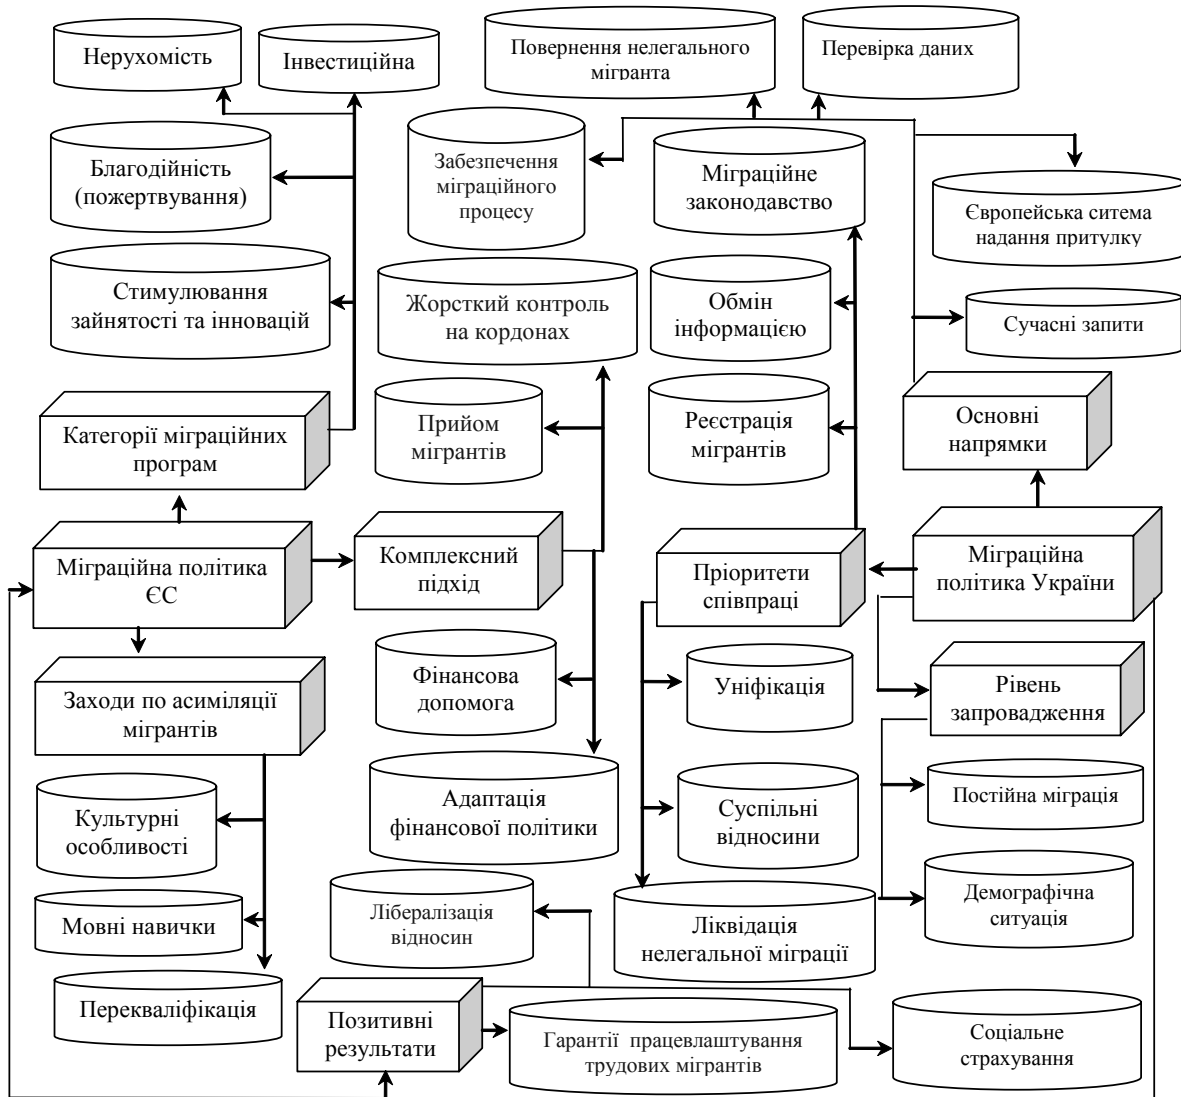 Нерухомість
Інвестиційна
Повернення нелегального
мігранта
Перевірка даних
Благодійність
(пожертвування)
Забезпечення
міграційного
процесу
Міграційне
законодавство
Європейська ситема
надання притулку
Стимулювання
зайнятості та інновацій
Жорсткий контроль
на кордонах
Обмін
інформацією
Сучасні запити
Категорії міграційних
програм
Прийом
мігрантів
Реєстрація
мігрантів
Основні
напрямки
Міграційна політика
ЄС
Комплексний
підхід
Пріоритети
співпраці
Міграційна
політика України
Заходи по асиміляції
мігрантів
Фінансова
допомога
Уніфікація
Рівень
запровадження
Культурні
особливості
Адаптація
фінансової політики
Суспільні
відносини
Постійна міграція
Мовні навички
Лібералізація
відносин
Ліквідація
нелегальної міграції
Демографічна
ситуація
Перекваліфікація
Позитивні
результати
Гарантії працевлаштування
трудових мігрантів
Соціальне
страхування